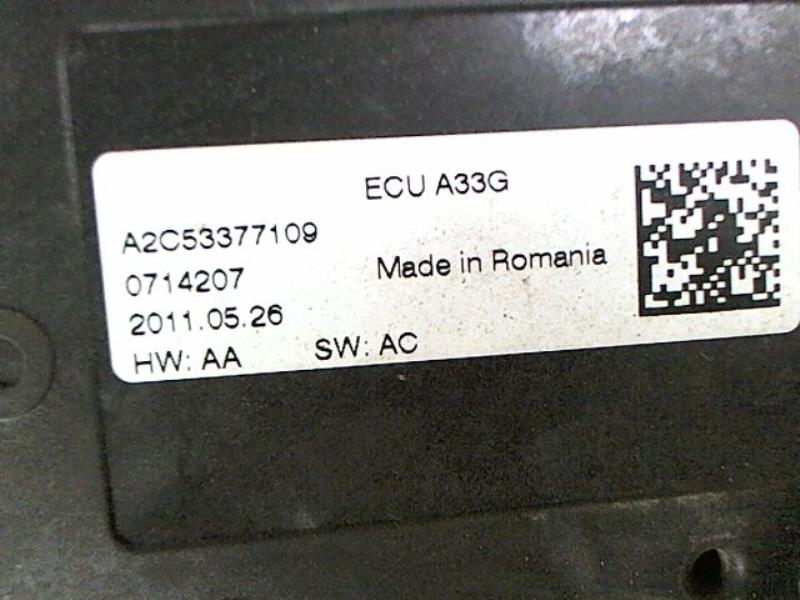 ECU A33G
A2C53377109
0714207
Made in Romania
2011.05.26
HW: AA SW: AC